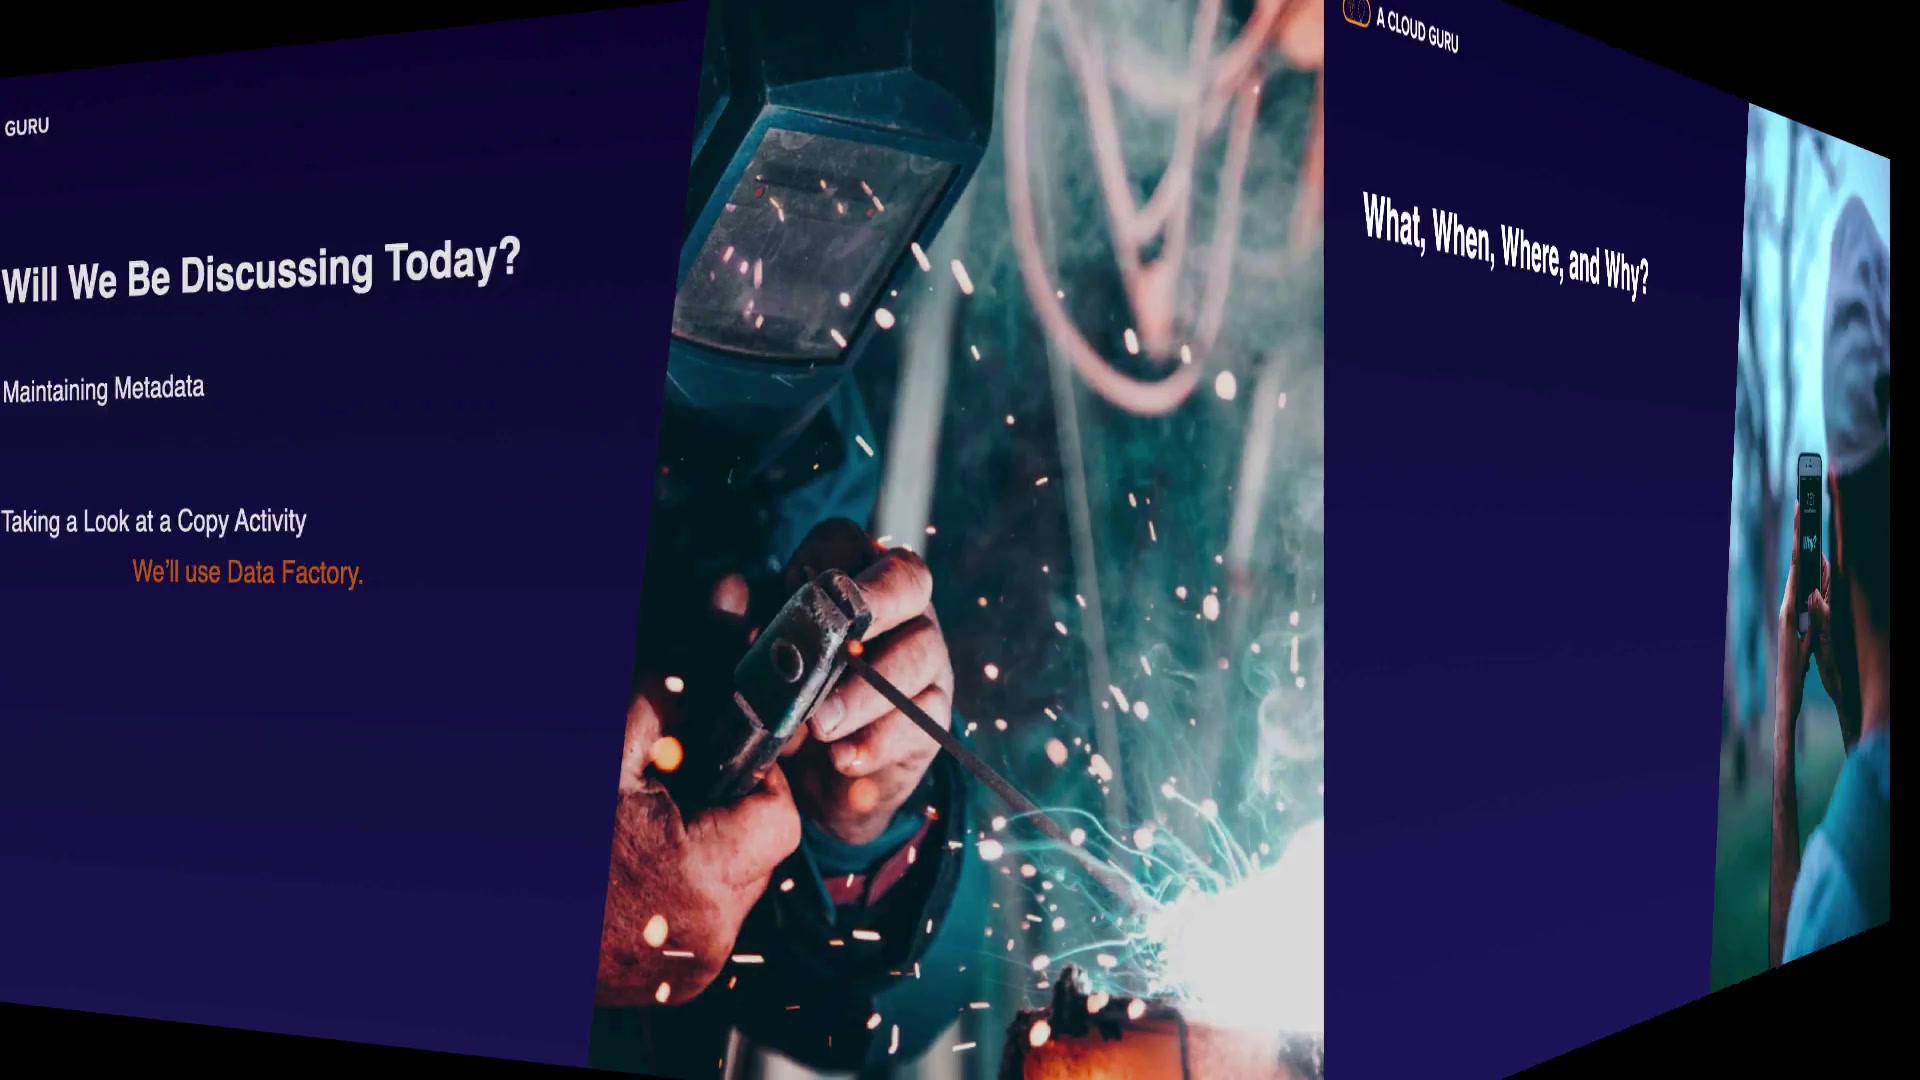 GURU
Will We Be Discussing Today?
Maintaining Metadata
Taking a Look at a Copy Activity
We'll use Data Factory.
A CLOUD GURU
What, When, Where, and Why?
Why?